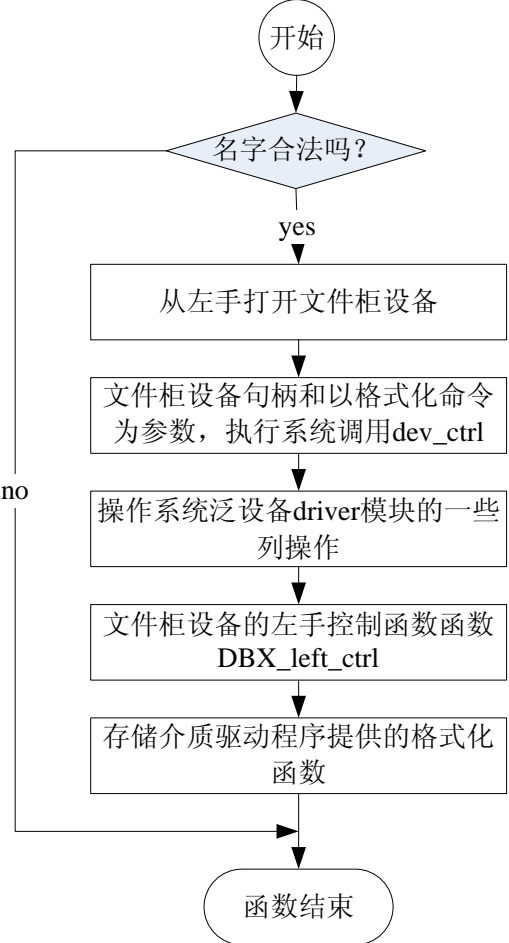 开始
名字合法吗?
yes
从左手打开文件柜设备
文件柜设备句柄和以格式化命令
为参数，执行系统调用dev_ctrl
no
操作系统泛设备driver模块的一些
列操作
文件柜设备的左手控制函数函数
DBX_left_ctrl
存储介质驱动程序提供的格式化
函数
函数结束